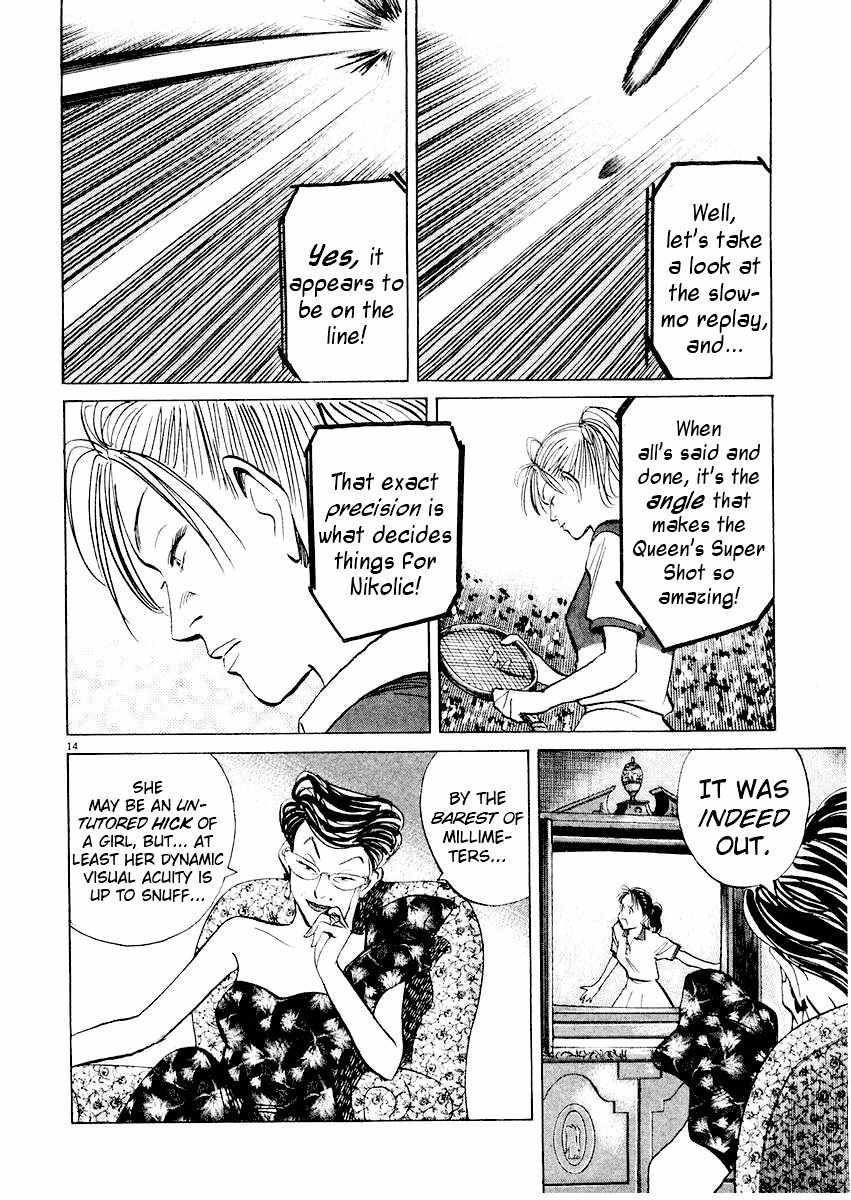 Well,
let's take
a look at
the slow-
mo replay,
and...
Yes, it
appears to
be on the
line!
When
all's said and
done, it's the
angle that
makes the
Queen's Super
Shot so
amazing!
That exact
precision is
what decides
things for
Nikolic!
14
IT WAS
INDEED
OUT.
BY THE
BAREST OF
MILLIME-
TERS...
SHE
MAY BE AN UN-
TUTORED HICK OF
A GIRL, BUT... AT
LEAST HER DYNAMIC
VISUAL ACUITY IS
UP TO SNUFF...